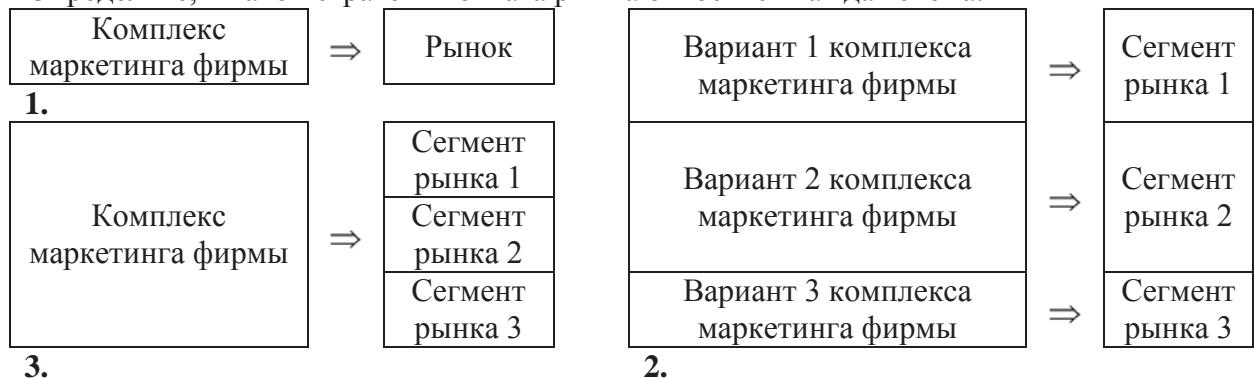 Комплекс
маркетинга фирмы
⇒
Рынок
1.
Вариант 1 комплекса
маркетинга фирмы
⇒
Сегмент
рынка 1
Вариант 2 комплекса
маркетинга фирмы
⇒
Сегмент
рынка 2
Вариант 3 комплекса
маркетинга фирмы
⇒
Сегмент
рынка 3
2.
Комплекс
маркетинга фирмы
⇒
Сегмент
рынка 1
Сегмент
рынка 2
Сегмент
рынка 3
3.